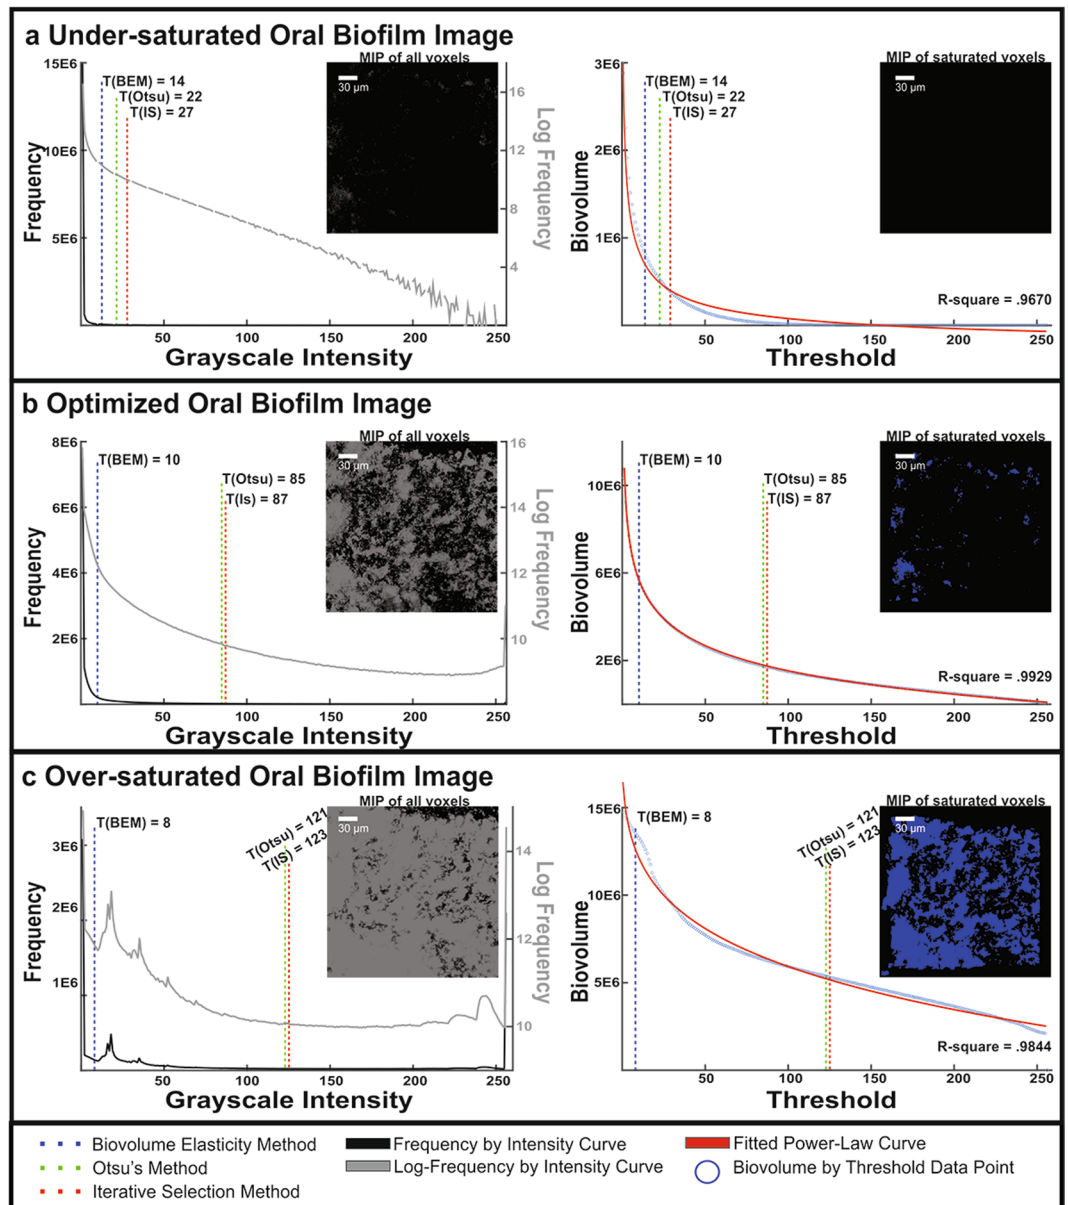 a Under-saturated Oral Biofilm Image
MIP of all voxels
30 µm
T(BEM) = 14
T(Otsu) = 22
T(IS) = 27
15E6
10E6
5E6
Frequency
16
12
8
4
Log Frequency
50
100
150
200
250
Grayscale Intensity
MIP of saturated voxels
30 µm
T(BEM) = 14
T(Otsu) = 22
T(IS) = 27
3E6
2E6
1E6
Biovolume
R-square = .9670
50
100
150
200
250
Threshold
b Optimized Oral Biofilm Image
MIP of all voxels
30 µm
T(BEM) = 10
T(Otsu) = 85
T(Is) = 87
8E6
6E6
4E6
2E6
Frequency
16
14
12
10
Log Frequency
50
100
150
200
250
Grayscale Intensity
MIP of saturated voxels
30 µm
T(BEM) = 10
T(Otsu) = 85
T(IS) = 87
10E6
6E6
2E6
Biovolume
R-square = .9929
50
100
150
200
250
Threshold
c Over-saturated Oral Biofilm Image
MIP of all voxels
30 µm
T(BEM) = 8
T(Otsu) = 121
T(IS) = 123
3E6
2E6
1E6
Frequency
14
12
10
Log Frequency
50
100
150
200
250
Grayscale Intensity
MIP of saturated voxels
30 µm
T(BEM) = 8
T(Otsu) = 121
T(IS) = 123
15E6
10E6
5E6
Biovolume
R-square = .9844
50
100
150
200
250
Threshold
Biovolume Elasticity Method
Otsu's Method
Iterative Selection Method
Frequency by Intensity Curve
Log-Frequency by Intensity Curve
Fitted Power-Law Curve
Biovolume by Threshold Data Point